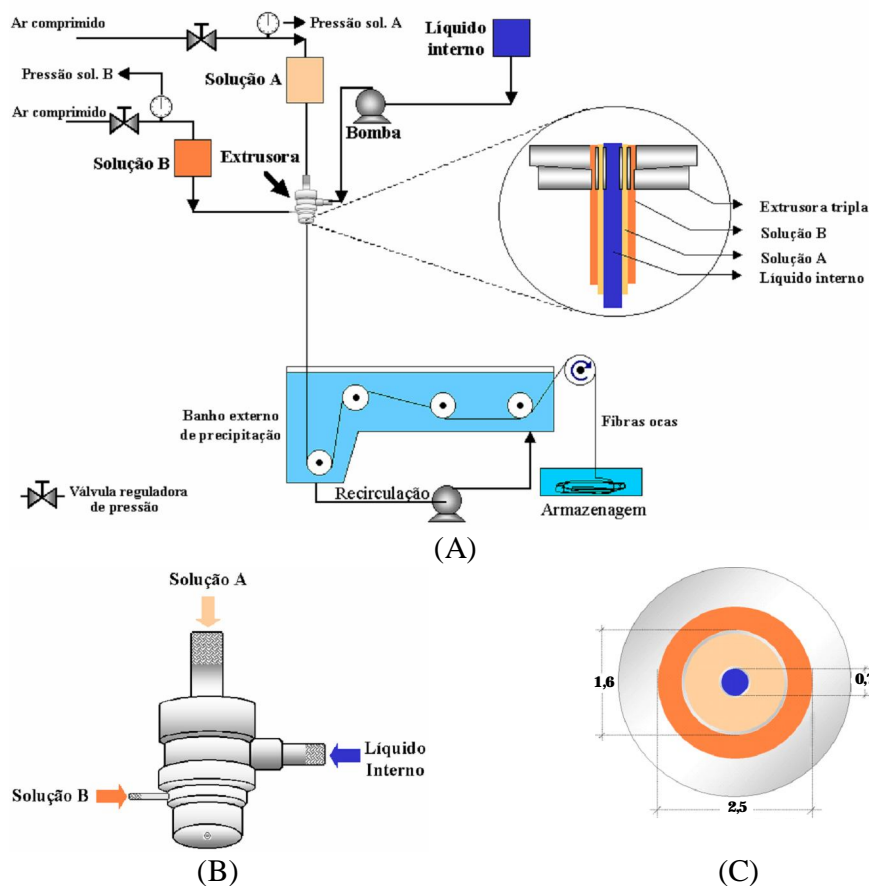 Ar comprimido
Pressão sol. A
Líquido
interno
Pressão sol. B
Solução A
Ar comprimido
Bomba
Extrusora
Solução B
Extrusora tripla
Solução B
Solução A
Líquido interno
Banho externo
de precipitação
Fibras ocas
Recirculação
Válvula reguladora
de pressão
Armazenagem
(A)
Solução A
1,6
Líquido
Interno
Solução B
2,5
(B)
(C)